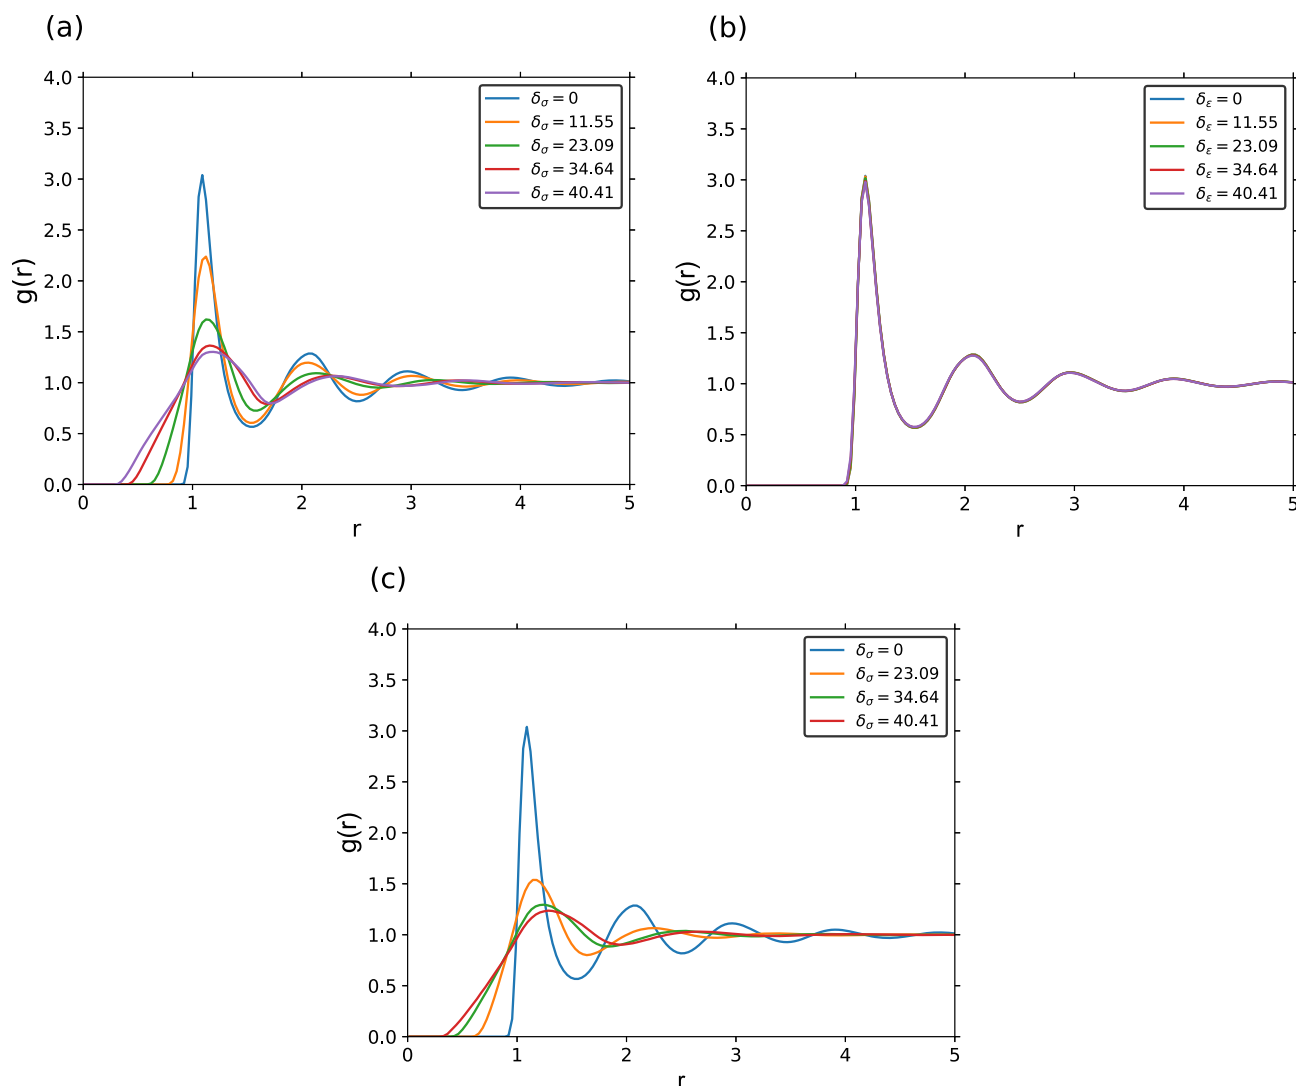 (a)
4.0
3.5
3.0
2.5
2.0
1.5
1.0
0.5
0.0
g(r)
0 1 2 3 4 5
r
δσ = 0
δσ = 11.55
δσ = 23.09
δσ = 34.64
δσ = 40.41
(b)
4.0
3.5
3.0
2.5
2.0
1.5
1.0
0.5
0.0
g(r)
0 1 2 3 4 5
r
δε = 0
δε = 11.55
δε = 23.09
δε = 34.64
δε = 40.41
(c)
4.0
3.5
3.0
2.5
2.0
1.5
1.0
0.5
0.0
g(r)
0 1 2 3 4 5
r
δσ = 0
δσ = 23.09
δσ = 34.64
δσ = 40.41